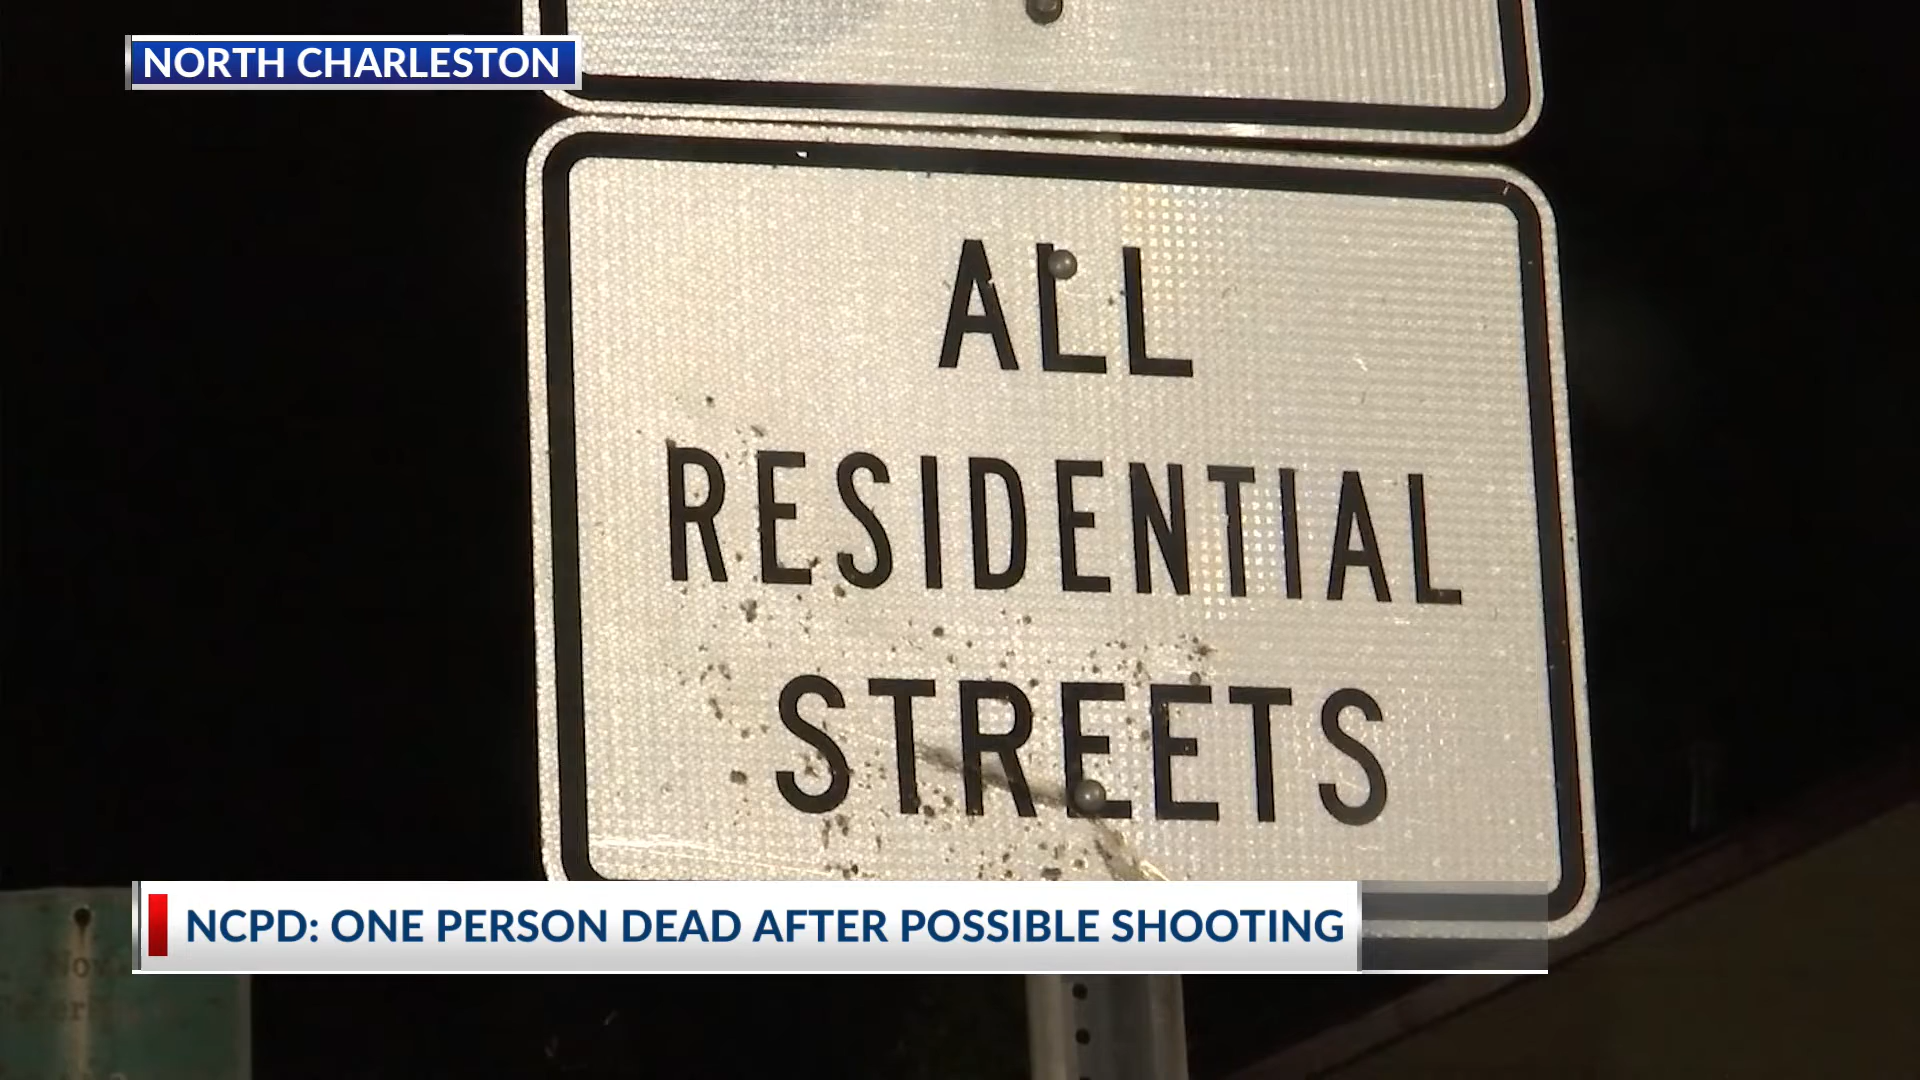 NORTH CHARLESTON
ALL
RESIDENTIAL
STREETS
NCPD: ONE PERSON DEAD AFTER POSSIBLE SHOOTING